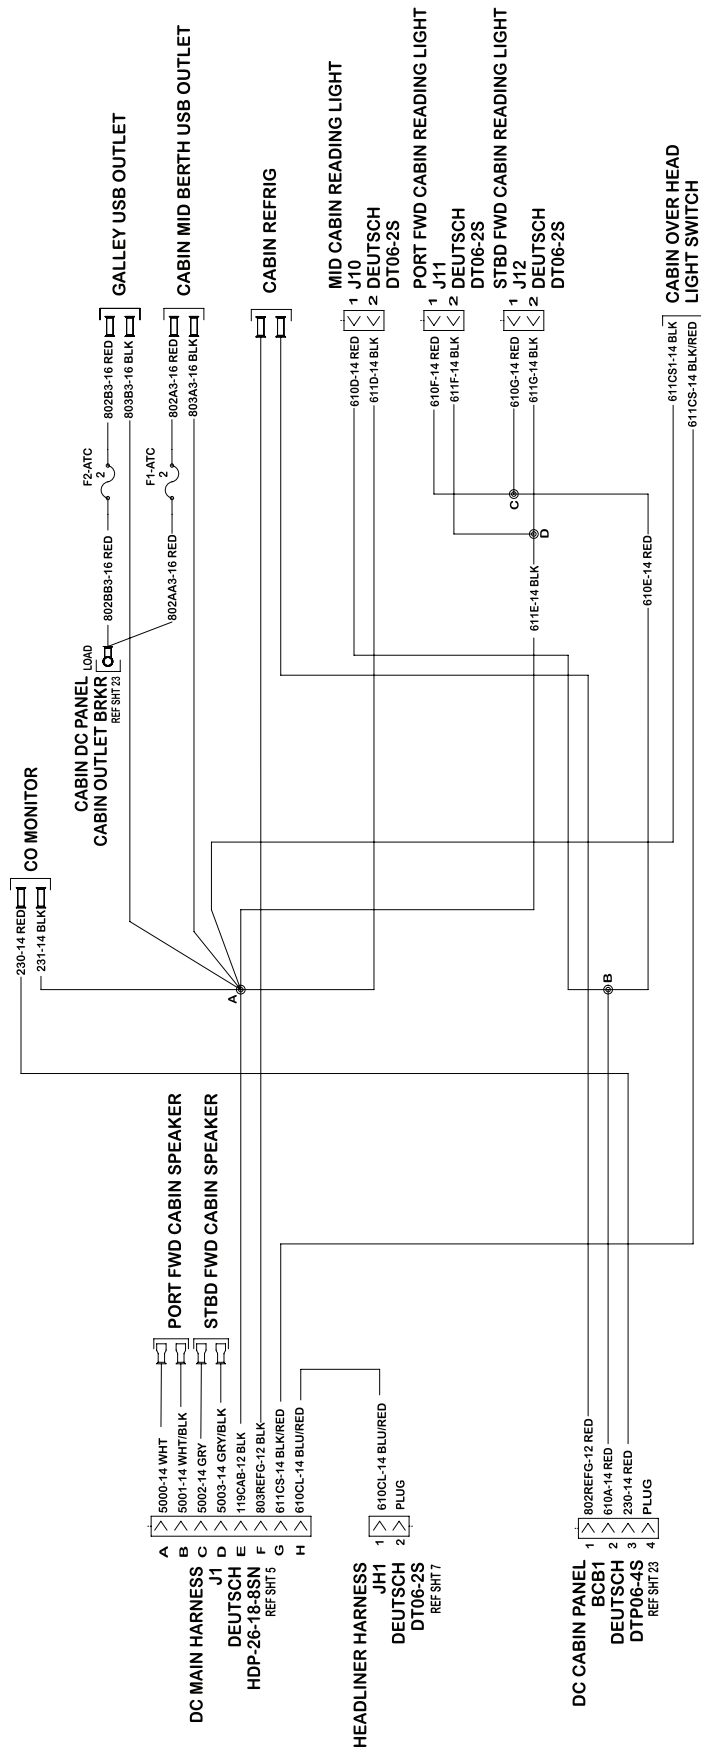 GALLEY USB OUTLET
802B3-16 RED
803B3-16 BLK
F2-ATC
2
802BB3-16 RED
CABIN MID BERTH USB OUTLET
802A3-16 RED
803A3-16 BLK
F1-ATC
2
802AA3-16 RED
CABIN DC PANEL
CABIN OUTLET BRKR
REF SHT 23
LOAD
CO MONITOR
230-14 RED
231-14 BLK
CABIN REFRIG
MID CABIN READING LIGHT
J10
DEUTSCH
DT06-2S
1
2
610D-14 RED
611D-14 BLK
PORT FWD CABIN READING LIGHT
J11
DEUTSCH
DT06-2S
1
2
610F-14 RED
611F-14 BLK
STBD FWD CABIN READING LIGHT
J12
DEUTSCH
DT06-2S
1
2
610G-14 RED
611G-14 BLK
C
D
611E-14 BLK
610E-14 RED
CABIN OVER HEAD
LIGHT SWITCH
611CS1-14 BLK
611CS-14 BLK/RED
A
B
PORT FWD CABIN SPEAKER
STBD FWD CABIN SPEAKER
DC MAIN HARNESS
J1
DEUTSCH
HDP-26-18-8SN
REF SHT 5
A
5000-14 WHT
B
5001-14 WHT/BLK
C
5002-14 GRY
D
5003-14 GRY/BLK
E
119CAB-12 BLK
F
803REFG-12 BLK
G
611CS-14 BLK/RED
H
610CL-14 BLU/RED
HEADLINER HARNESS
JH1
DEUTSCH
DT06-2S
REF SHT 7
1
610CL-14 BLU/RED
2
PLUG
DC CABIN PANEL
BCB1
DEUTSCH
DTP06-4S
REF SHT 23
1
802REFG-12 RED
2
610A-14 RED
3
230-14 RED
4
PLUG